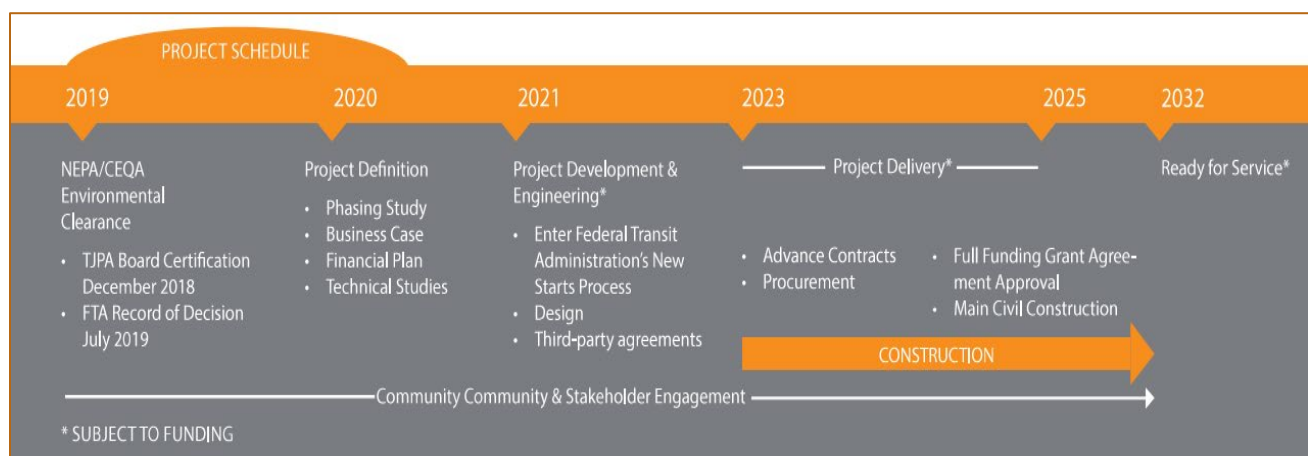 PROJECT SCHEDULE
2019
2020
2021
2023
2025
2032
NEPA/CEQA
Environmental
Clearance
• TJPA Board Certification
December 2018
• FTA Record of Decision
July 2019
Project Definition
• Phasing Study
• Business Case
• Financial Plan
• Technical Studies
Project Development &
Engineering*
• Enter Federal Transit
Administration's New
Starts Process
• Design
• Third-party agreements
Project Delivery*
• Advance Contracts
• Procurement
• Full Funding Grant Agree-
ment Approval
• Main Civil Construction
Ready for Service*
CONSTRUCTION
Community Community & Stakeholder Engagement
* SUBJECT TO FUNDING